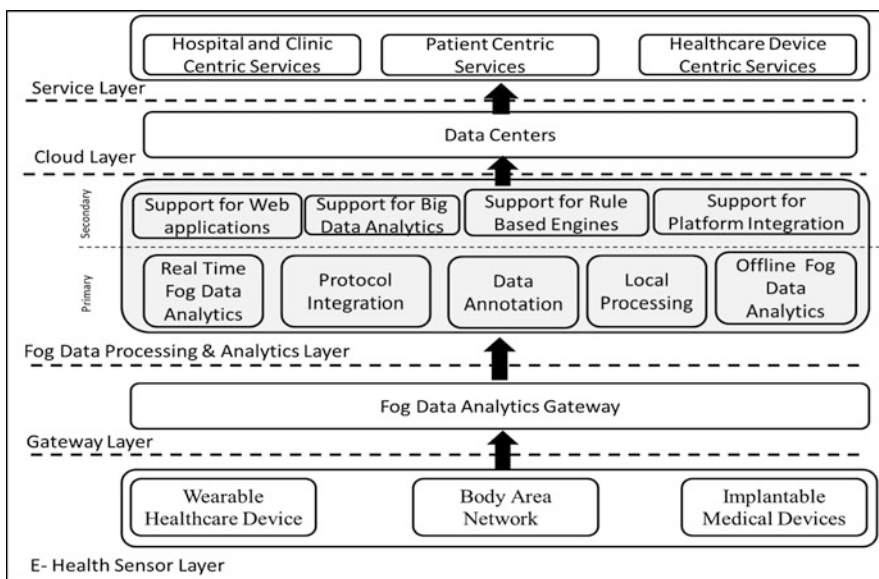 Hospital and Clinic
Centric Services
Patient Centric
Services
Healthcare Device
Centric Services
Service Layer
Data Centers
Cloud Layer
Secondary
Support for Web
applications
Support for Big
Data Analytics
Support for Rule
Based Engines
Support for
Platform Integration
Primary
Real Time
Fog Data
Analytics
Protocol
Integration
Data
Annotation
Local
Processing
Offline Fog
Data
Analytics
Fog Data Processing & Analytics Layer
Fog Data Analytics Gateway
Gateway Layer
Wearable
Healthcare Device
Body Area
Network
Implantable
Medical Devices
E- Health Sensor Layer